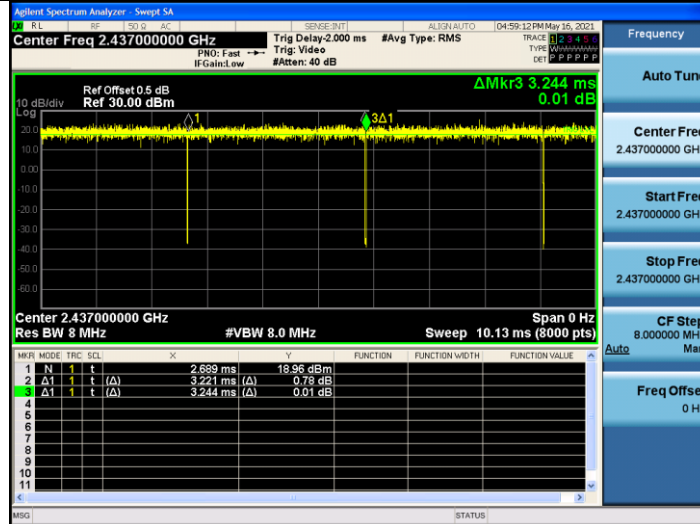 Agilent Spectrum Analyzer - Swept SA
RL RF 50 Ω AC SENSE:INT ALIGN AUTO 04:59:12 PM May 16, 2021
Center Freq 2.437000000 GHz
PNO: Fast
IFGain:Low
Trig Delay-2.000 ms
Trig: Video
#Atten: 40 dB
#Avg Type: RMS
TRACE 1 2 3 4 5 6
TYPE W
DET P P P P P P
Ref Offset 0.5 dB
Ref 30.00 dBm
10 dB/div
Log
ΔMkr3 3.244 ms
0.01 dB
1
3Δ1
20.0
10.0
0.00
-10.0
-20.0
-30.0
-40.0
-50.0
-60.0
Center 2.437000000 GHz Span 0 Hz
Res BW 8 MHz #VBW 8.0 MHz Sweep 10.13 ms (8000 pts)
MKR MODE TRC SCL X Y FUNCTION FUNCTION WIDTH FUNCTION VALUE
1 N 1 t 2.689 ms 18.96 dBm
2 Δ1 1 t (Δ) 3.221 ms (Δ) 0.78 dB
3 Δ1 1 t (Δ) 3.244 ms (Δ) 0.01 dB
4
5
6
7
8
9
10
11
MSG STATUS
Frequency
Auto Tun
Center Fre
2.437000000 GH
Start Fre
2.437000000 GH
Stop Fre
2.437000000 GH
CF Step
8.000000 MH
Auto Ma
Freq Offse
0 H